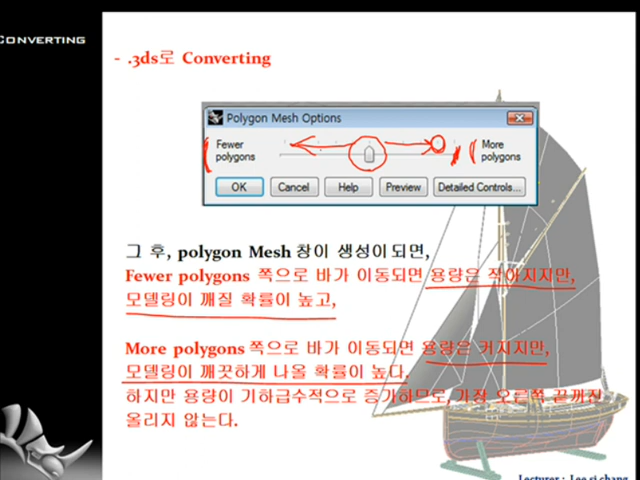 CONVERTING
- .3ds로 Converting
Polygon Mesh Options
Fewer
polygons
More
polygons
OK Cancel Help Preview Detailed Controls...
그 후, polygon Mesh 창이 생성이 되면,
Fewer polygons 쪽으로 바가 이동되면 용량은 작아지지만,
모델링이 깨질 확률이 높고,
More polygons 쪽으로 바가 이동되면 용량은 커지지만,
모델링이 깨끗하게 나올 확률이 높다.
하지만 용량이 기하급수적으로 증가하므로, 가장 오른쪽 끝까진
올리지 않는다.
Lecturer : Lee si chang